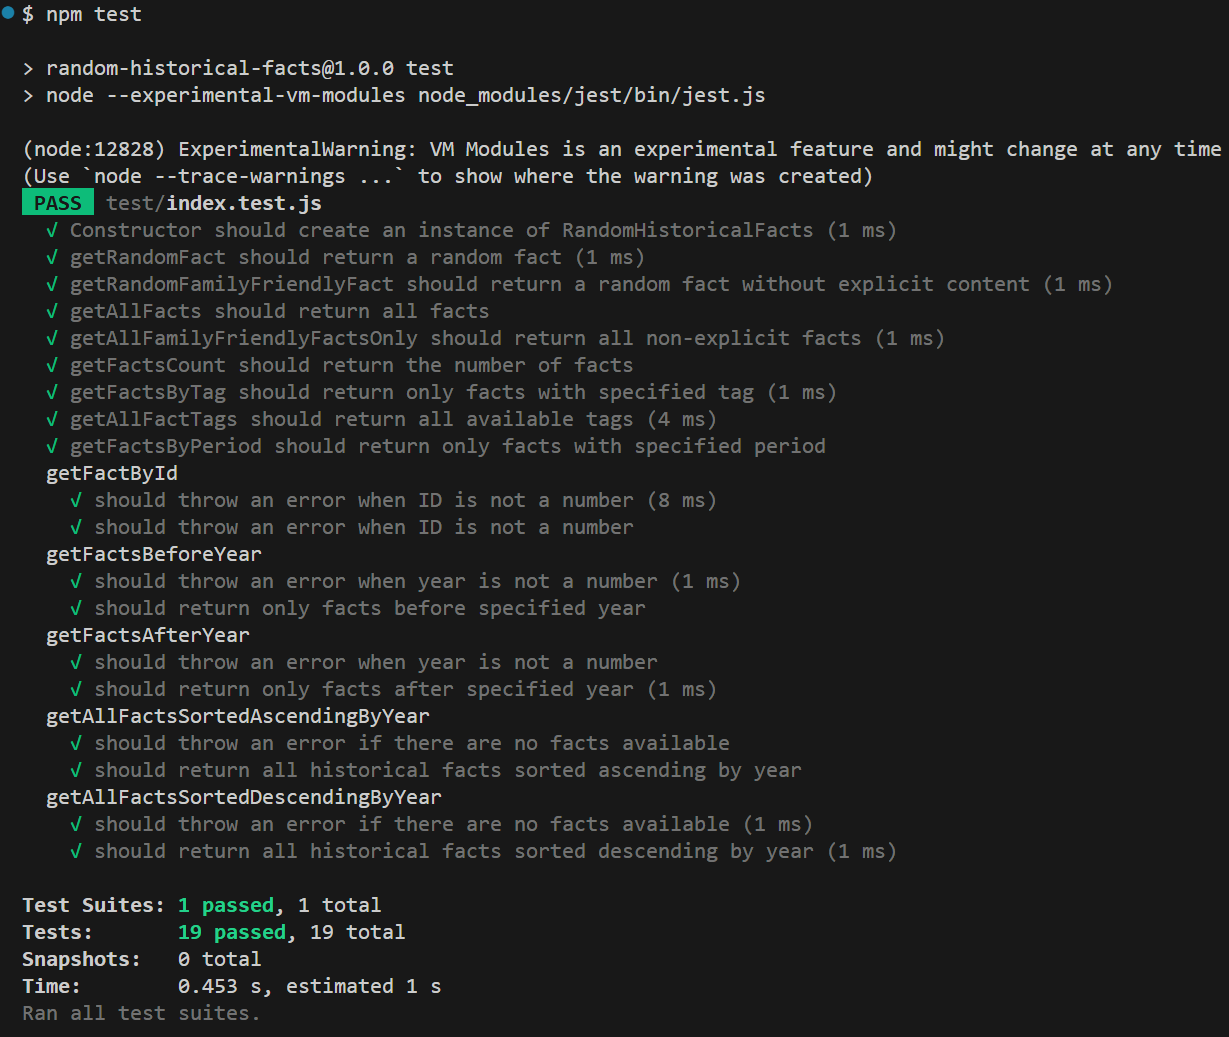 $ npm test
> random-historical-facts@1.0.0 test
> node --experimental-vm-modules node_modules/jest/bin/jest.js
(node:12828) ExperimentalWarning: VM Modules is an experimental feature and might change at any time
(Use `node --trace-warnings ...` to show where the warning was created)
PASS test/index.test.js
√ Constructor should create an instance of RandomHistoricalFacts (1 ms)
√ getRandomFact should return a random fact (1 ms)
√ getRandomFamilyFriendlyFact should return a random fact without explicit content (1 ms)
√ getAllFacts should return all facts
√ getAllFamilyFriendlyFactsOnly should return all non-explicit facts (1 ms)
√ getFactsCount should return the number of facts
√ getFactsByTag should return only facts with specified tag (1 ms)
√ getAllFactTags should return all available tags (4 ms)
√ getFactsByPeriod should return only facts with specified period
getFactById
√ should throw an error when ID is not a number (8 ms)
√ should throw an error when ID is not a number
getFactsBeforeYear
√ should throw an error when year is not a number (1 ms)
√ should return only facts before specified year
getFactsAfterYear
√ should throw an error when year is not a number
√ should return only facts after specified year (1 ms)
getAllFactsSortedAscendingByYear
√ should throw an error if there are no facts available
√ should return all historical facts sorted ascending by year
getAllFactsSortedDescendingByYear
√ should throw an error if there are no facts available (1 ms)
√ should return all historical facts sorted descending by year (1 ms)
Test Suites: 1 passed, 1 total
Tests: 19 passed, 19 total
Snapshots: 0 total
Time: 0.453 s, estimated 1 s
Ran all test suites.